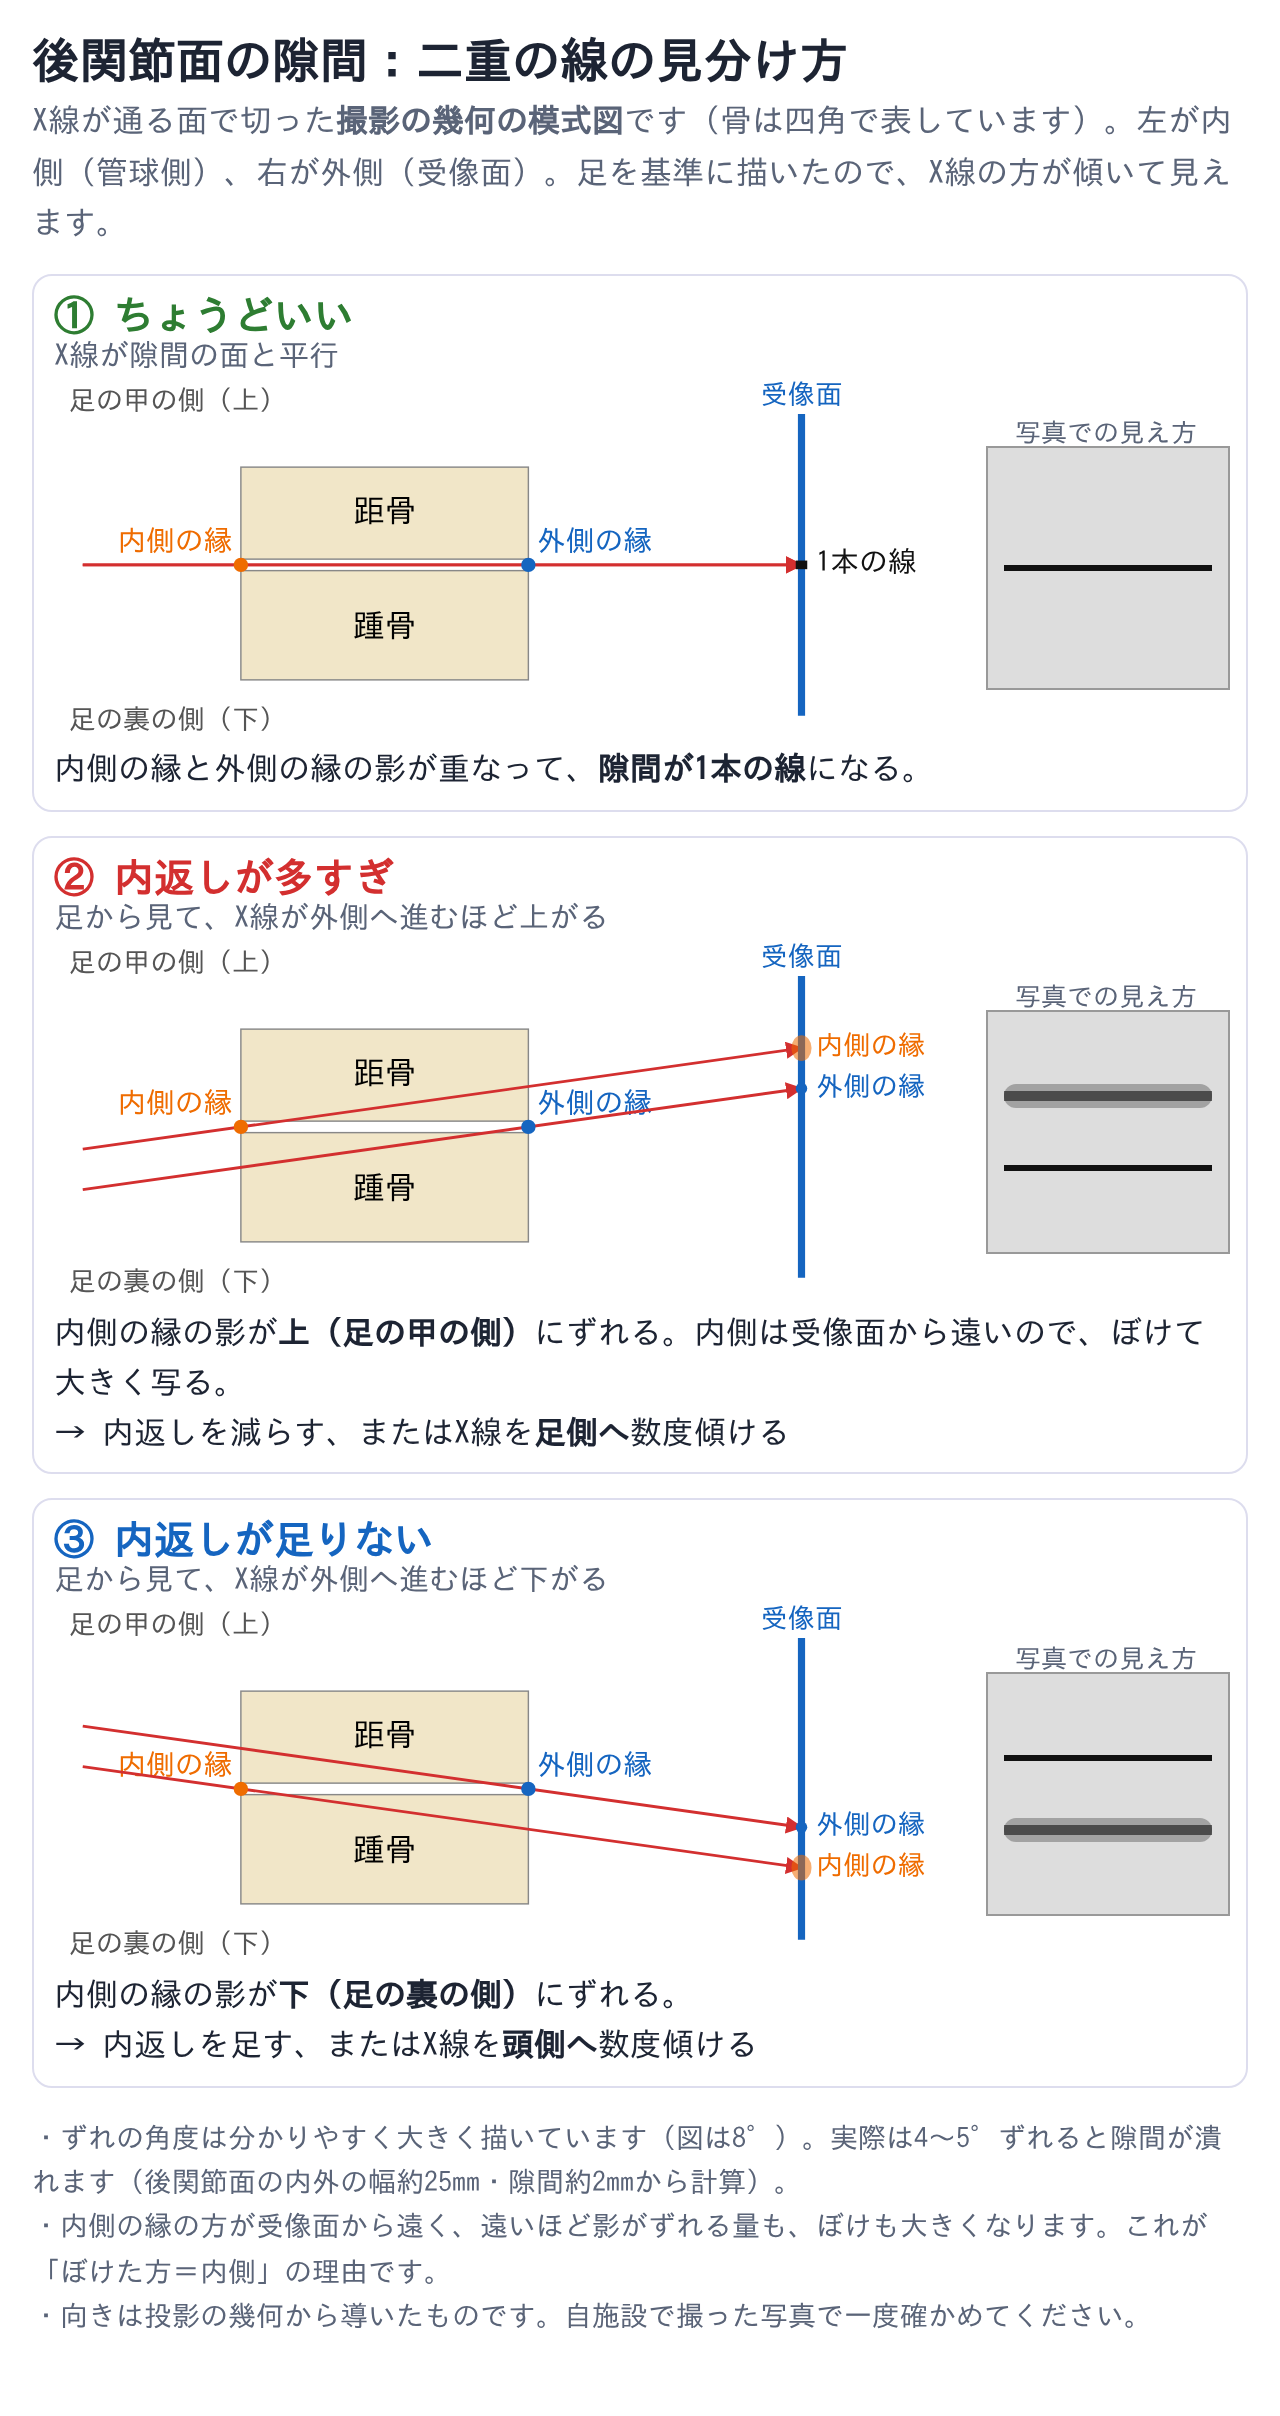 後関節面の隙間：二重の線の見分け方
X線が通る面で切った撮影の幾何の模式図です（骨は四角で表しています）。左が内
側（管球側）、右が外側（受像面）。足を基準に描いたので、X線の方が傾いて見え
ます。
① ちょうどいい
X線が隙間の面と平行
足の甲の側（上）
受像面
写真での見え方
距骨
内側の縁
外側の縁
1本の線
踵骨
足の裏の側（下）
内側の縁と外側の縁の影が重なって、隙間が1本の線になる。
② 内返しが多すぎ
足から見て、X線が外側へ進むほど上がる
足の甲の側（上）
受像面
写真での見え方
内側の縁
距骨
外側の縁
内側の縁
外側の縁
踵骨
足の裏の側（下）
内側の縁の影が上（足の甲の側）にずれる。内側は受像面から遠いので、ぼけて
大きく写る。
→ 内返しを減らす、またはX線を足側へ数度傾ける
③ 内返しが足りない
足から見て、X線が外側へ進むほど下がる
足の甲の側（上）
受像面
写真での見え方
距骨
内側の縁
外側の縁
外側の縁
踵骨
内側の縁
足の裏の側（下）
内側の縁の影が下（足の裏の側）にずれる。
→ 内返しを足す、またはX線を頭側へ数度傾ける
・ずれの角度は分かりやすく大きく描いています（図は8°）。実際は4〜5°ずれると隙間が潰
れます（後関節面の内外の幅約25mm・隙間約2mmから計算）。
・内側の縁の方が受像面から遠く、遠いほど影がずれる量も、ぼけも大きくなります。これが
「ぼけた方＝内側」の理由です。
・向きは投影の幾何から導いたものです。自施設で撮った写真で一度確かめてください。